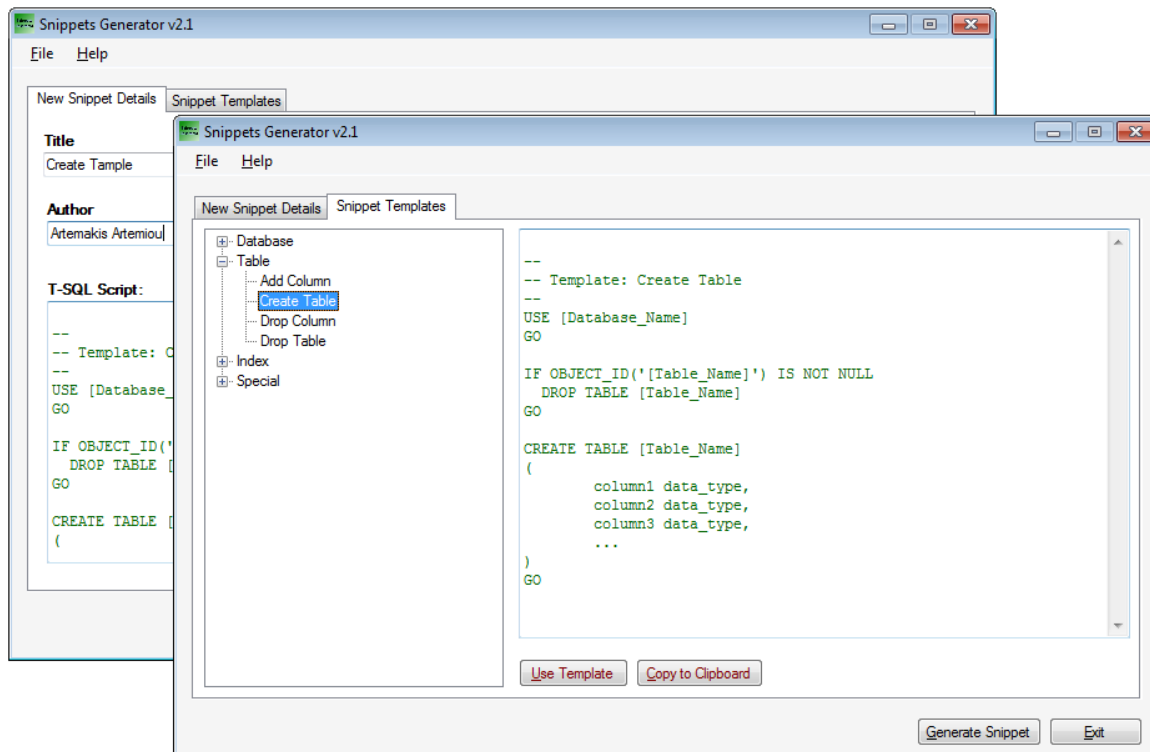 Snippets Generator v2.1
File Help
New Snippet Details Snippet Templates
Title
Create Tample
Author
Artemakis Artemiou
T-SQL Script:
--
-- Template: C
--
USE [Database_
GO
IF OBJECT_ID('
DROP TABLE [
GO
CREATE TABLE [
(
Snippets Generator v2.1
File Help
New Snippet Details Snippet Templates
Database
Table
Add Column
Create Table
Drop Column
Drop Table
Index
Special
--
-- Template: Create Table
--
USE [Database_Name]
GO
IF OBJECT_ID('[Table_Name]') IS NOT NULL
DROP TABLE [Table_Name]
GO
CREATE TABLE [Table_Name]
(
column1 data_type,
column2 data_type,
column3 data_type,
...
)
GO
Use Template Copy to Clipboard
Generate Snippet Exit